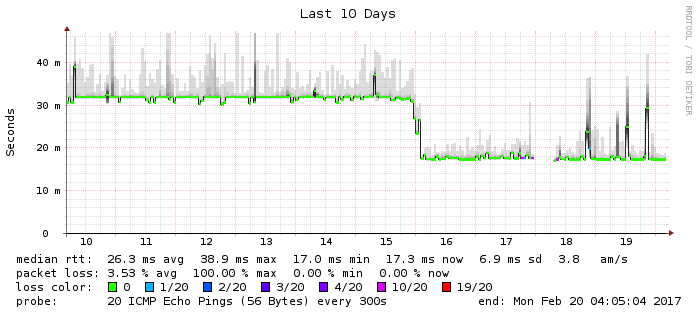 Last 10 Days
RRDTOOL / TOBI OETIKER
Seconds
40 m
30 m
20 m
10 m
0
10 11 12 13 14 15 16 17 18 19
median rtt: 26.3 ms avg 38.9 ms max 17.0 ms min 17.3 ms now 6.9 ms sd 3.8 am/s
packet loss: 3.53 % avg 100.00 % max 0.00 % min 0.00 % now
loss color: 0 1/20 2/20 3/20 4/20 10/20 19/20
probe: 20 ICMP Echo Pings (56 Bytes) every 300s end: Mon Feb 20 04:05:04 2017